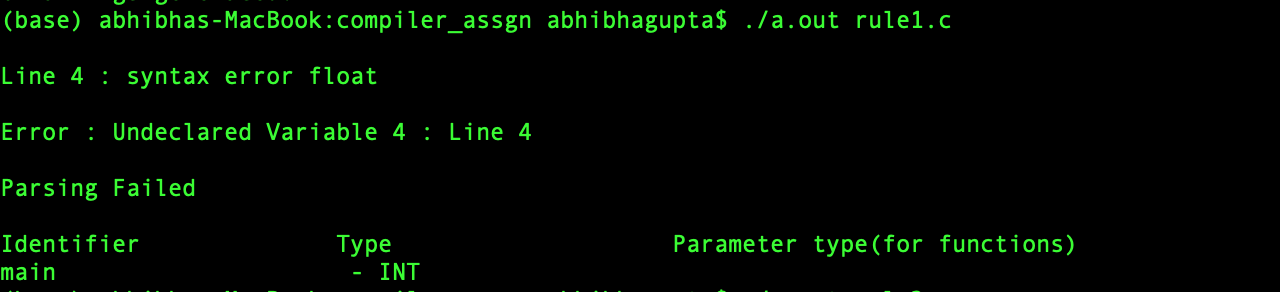 (base) abhibhas-MacBook:compiler_assgn abhibhagupta$ ./a.out rule1.c
Line 4 : syntax error float
Error : Undeclared Variable 4 : Line 4
Parsing Failed
Identifier Type Parameter type(for functions)
main - INT